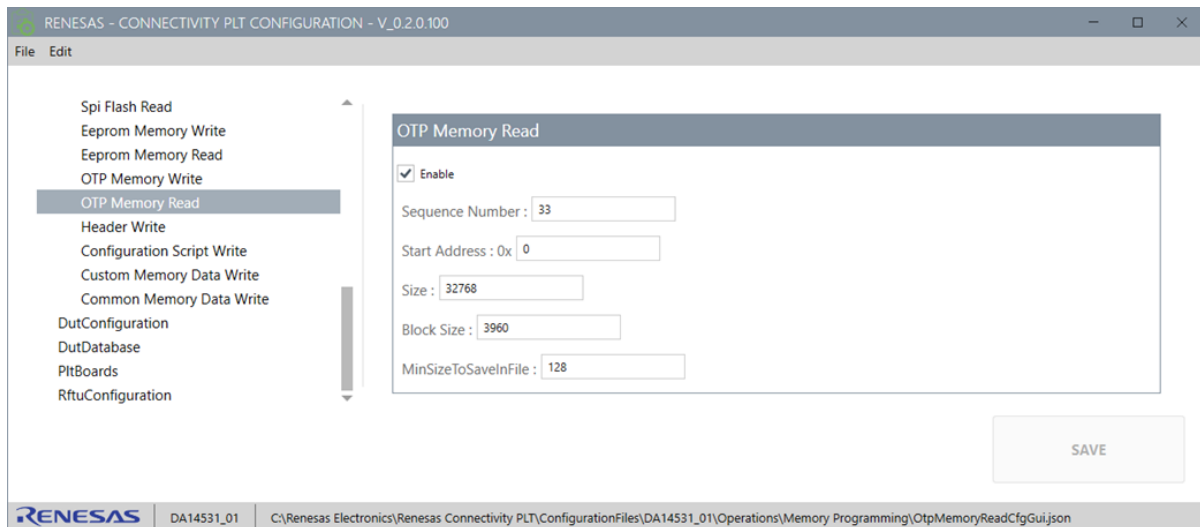 RENESAS - CONNECTIVITY PLT CONFIGURATION - V_0.2.0.100
File Edit
Spi Flash Read
Eeprom Memory Write
Eeprom Memory Read
OTP Memory Write
OTP Memory Read
Header Write
Configuration Script Write
Custom Memory Data Write
Common Memory Data Write
DutConfiguration
DutDatabase
PltBoards
RftuConfiguration
OTP Memory Read
Enable
Sequence Number : 33
Start Address : 0x 0
Size : 32768
Block Size : 3960
MinSizeToSaveInFile : 128
SAVE
RENESAS DA14531_01 C:\Renesas Electronics\Renesas Connectivity PLT\ConfigurationFiles\DA14531_01\Operations\Memory Programming\OtpMemoryReadCfgGui.json